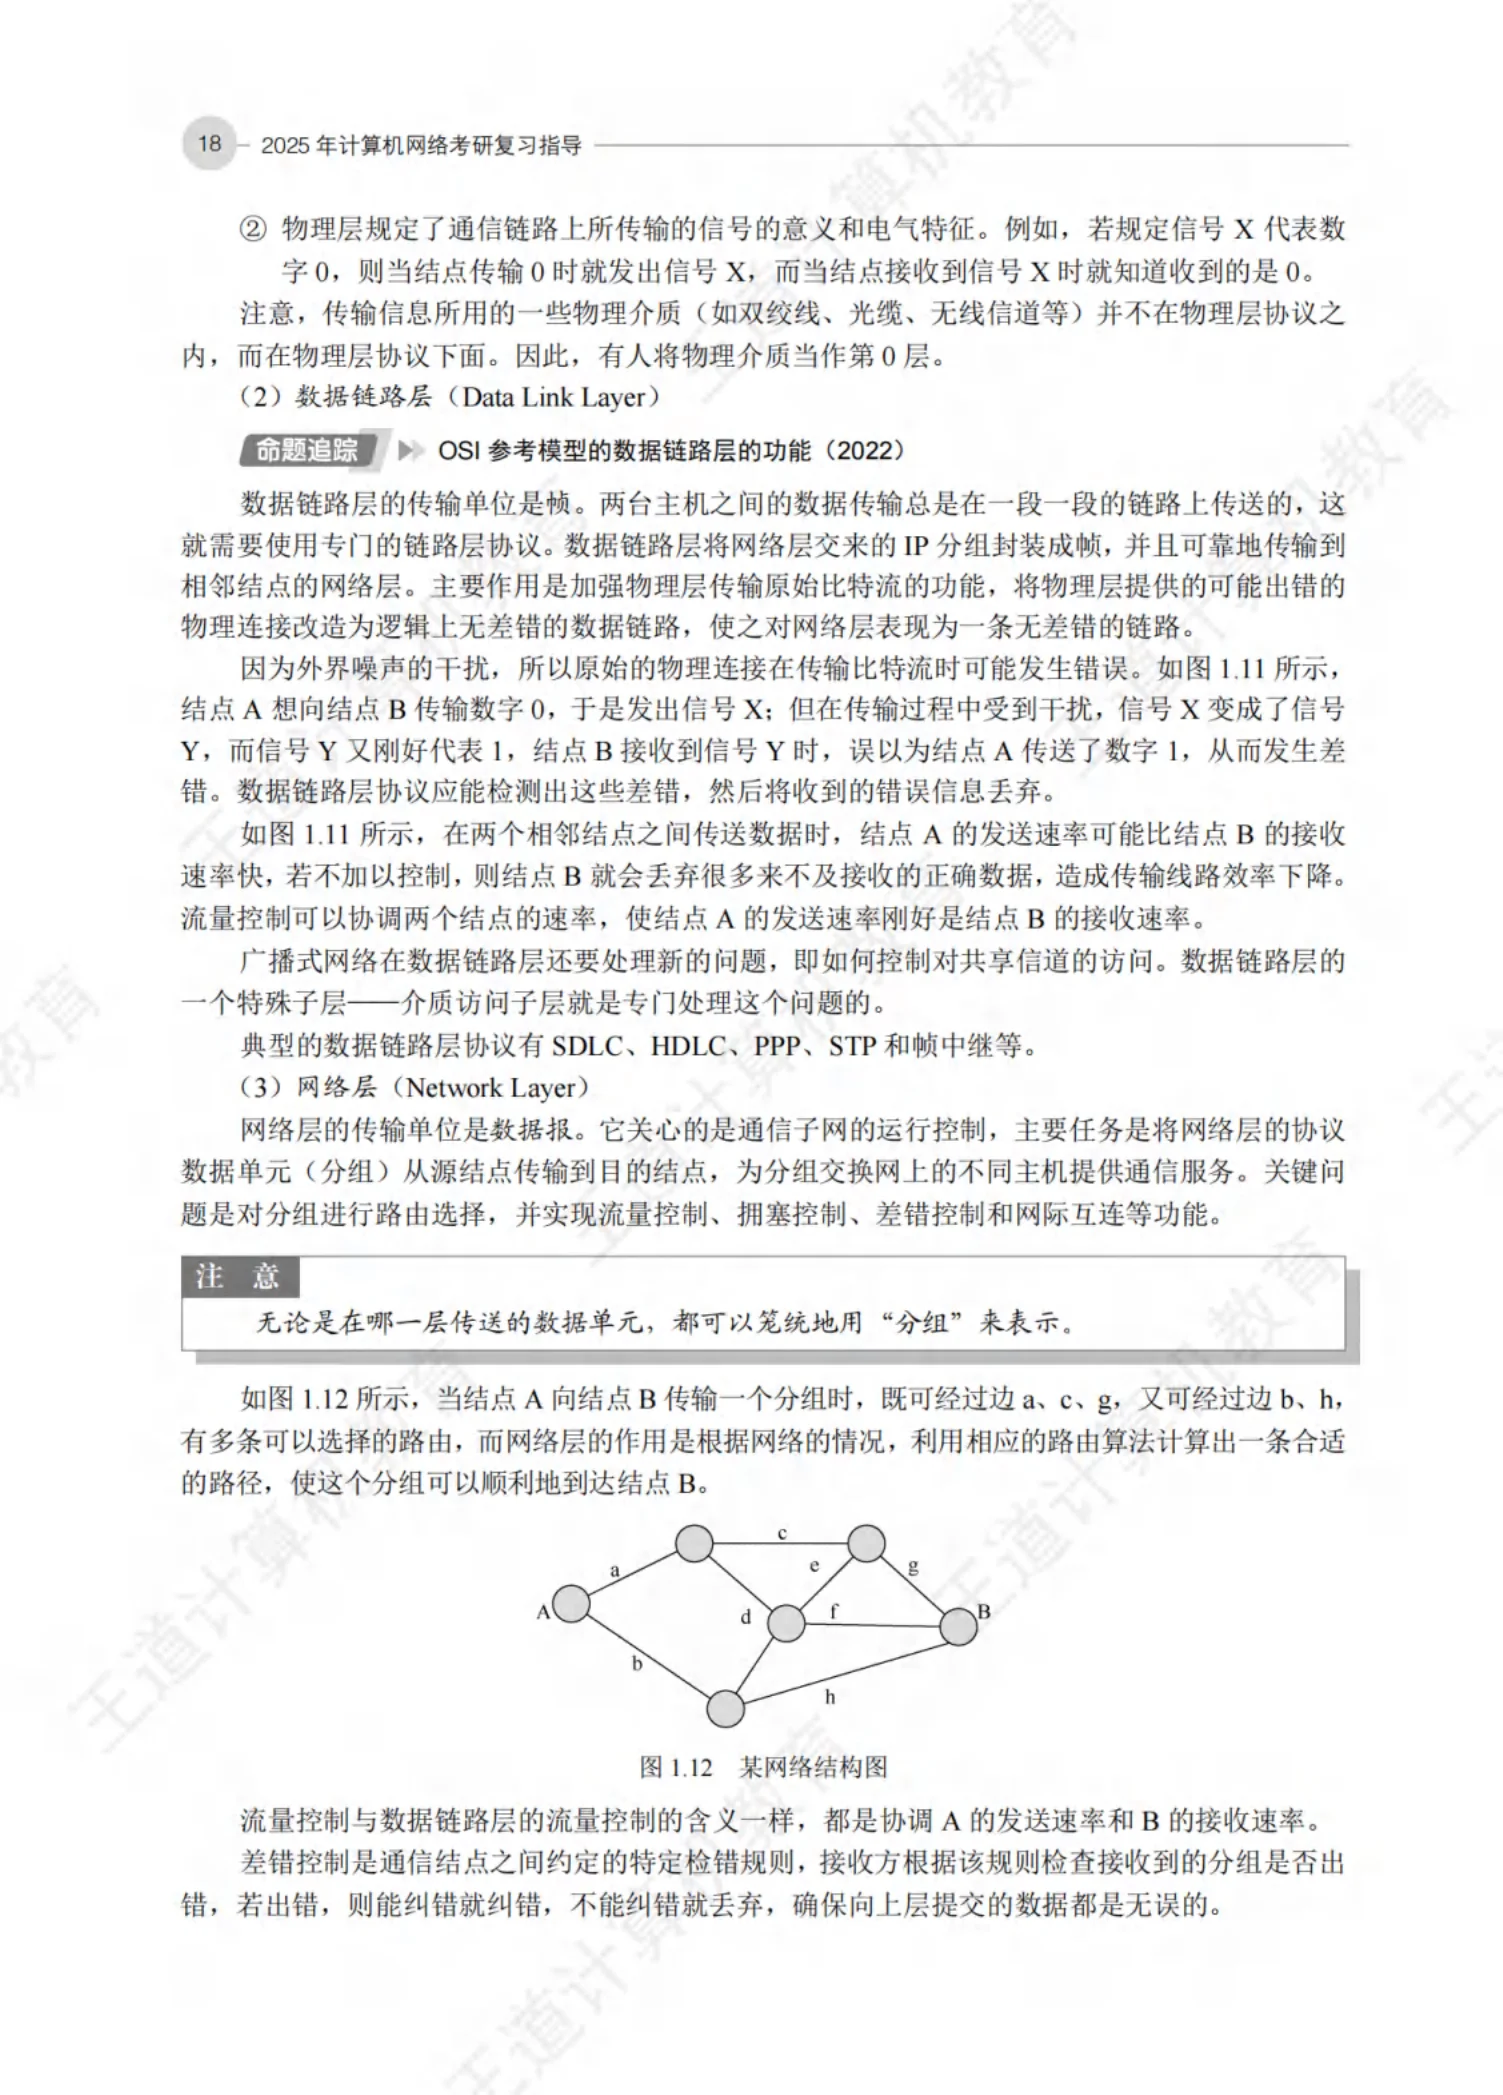 18
2025 年计算机网络考研复习指导
② 物理层规定了通信链路上所传输的信号的意义和电气特征。例如，若规定信号 X 代表数
字 0，则当结点传输 0 时就发出信号 X，而当结点接收到信号 X 时就知道收到的是 0。
注意，传输信息所用的一些物理介质（如双绞线、光缆、无线信道等）并不在物理层协议之
内，而在物理层协议下面。因此，有人将物理介质当作第 0 层。
（2）数据链路层（Data Link Layer）
命题追踪 OSI 参考模型的数据链路层的功能（2022）
数据链路层的传输单位是帧。两台主机之间的数据传输总是在一段一段的链路上传送的，这
就需要使用专门的链路层协议。数据链路层将网络层交来的 IP 分组封装成帧，并且可靠地传输到
相邻结点的网络层。主要作用是加强物理层传输原始比特流的功能，将物理层提供的可能出错的
物理连接改造为逻辑上无差错的数据链路，使之对网络层表现为一条无差错的链路。
因为外界噪声的干扰，所以原始的物理连接在传输比特流时可能发生错误。如图 1.11 所示，
结点 A 想向结点 B 传输数字 0，于是发出信号 X；但在传输过程中受到干扰，信号 X 变成了信号
Y，而信号 Y 又刚好代表 1，结点 B 接收到信号 Y 时，误以为结点 A 传送了数字 1，从而发生差
错。数据链路层协议应能检测出这些差错，然后将收到的错误信息丢弃。
如图 1.11 所示，在两个相邻结点之间传送数据时，结点 A 的发送速率可能比结点 B 的接收
速率快，若不加以控制，则结点 B 就会丢弃很多来不及接收的正确数据，造成传输线路效率下降。
流量控制可以协调两个结点的速率，使结点 A 的发送速率刚好是结点 B 的接收速率。
广播式网络在数据链路层还要处理新的问题，即如何控制对共享信道的访问。数据链路层的
一个特殊子层——介质访问子层就是专门处理这个问题的。
典型的数据链路层协议有 SDLC、HDLC、PPP、STP 和帧中继等。
（3）网络层（Network Layer）
网络层的传输单位是数据报。它关心的是通信子网的运行控制，主要任务是将网络层的协议
数据单元（分组）从源结点传输到目的结点，为分组交换网上的不同主机提供通信服务。关键问
题是对分组进行路由选择，并实现流量控制、拥塞控制、差错控制和网际互连等功能。
注 意
无论是在哪一层传送的数据单元，都可以笼统地用“分组”来表示。
如图 1.12 所示，当结点 A 向结点 B 传输一个分组时，既可经过边 a、c、g，又可经过边 b、h，
有多条可以选择的路由，而网络层的作用是根据网络的情况，利用相应的路由算法计算出一条合适
的路径，使这个分组可以顺利地到达结点 B。
c
a
e
g
A
d
f
B
b
h
图 1.12 某网络结构图
流量控制与数据链路层的流量控制的含义一样，都是协调 A 的发送速率和 B 的接收速率。
差错控制是通信结点之间约定的特定检错规则，接收方根据该规则检查接收到的分组是否出
错，若出错，则能纠错就纠错，不能纠错就丢弃，确保向上层提交的数据都是无误的。
王道计算机教育
王道计算机教育
王道计算机教育
王道计算机教育
王道计算机教育
王道计算机教育
王道计算机教育